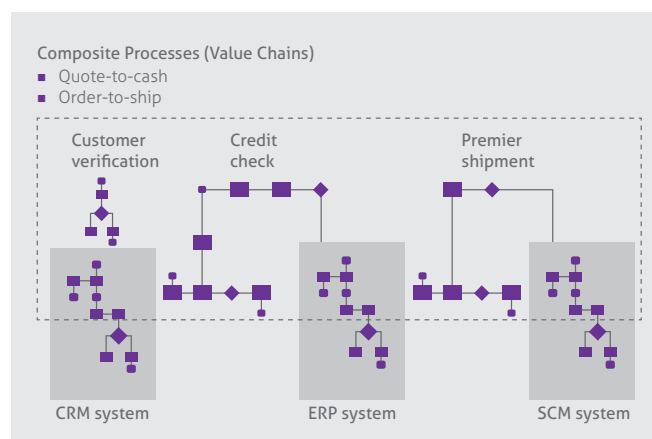 Composite Processes (Value Chains)
Quote-to-cash
Order-to-ship
Customer
verification
Credit
check
Premier
shipment
CRM system
ERP system
SCM system